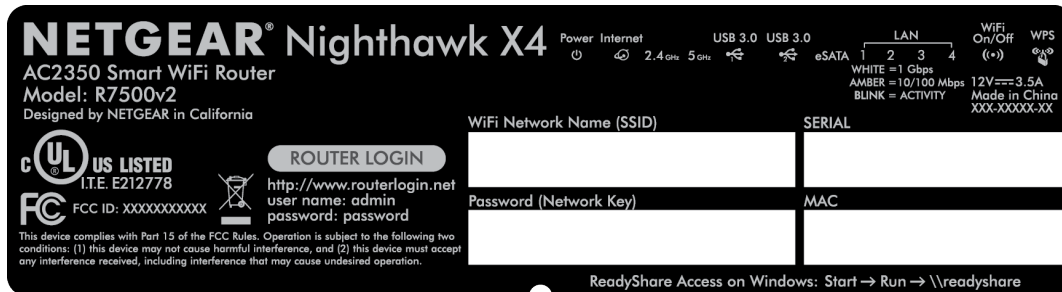 NETGEAR® Nighthawk X4
AC2350 Smart WiFi Router
Model: R7500v2
Designed by NETGEAR in California
Power Internet USB 3.0 USB 3.0 LAN WiFi On/Off WPS
2.4 GHz 5 GHz eSATA 1 2 3 4
WHITE = 1 Gbps
AMBER = 10/100 Mbps
BLINK = ACTIVITY
12V⎓3.5A
Made in China
XXX-XXXXX-XX
C UL® US LISTED
I.T.E. E212778
FC FCC ID: XXXXXXXXXXX
ROUTER LOGIN
http://www.routerlogin.net
user name: admin
password: password
This device complies with Part 15 of the FCC Rules. Operation is subject to the following two
conditions: (1) this device may not cause harmful interference, and (2) this device must accept
any interference received, including interference that may cause undesired operation.
WiFi Network Name (SSID)
SERIAL
Password (Network Key)
MAC
ReadyShare Access on Windows: Start → Run → \\readyshare